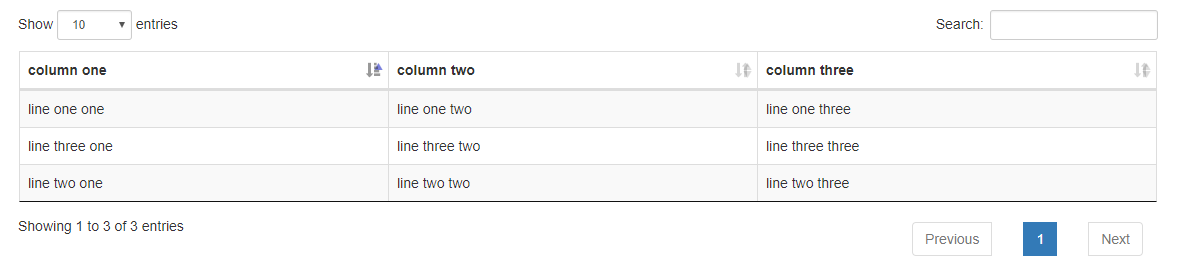 Show 10 entries Search:
column one column two column three
line one one line one two line one three
line three one line three two line three three
line two one line two two line two three
Showing 1 to 3 of 3 entries Previous 1 Next